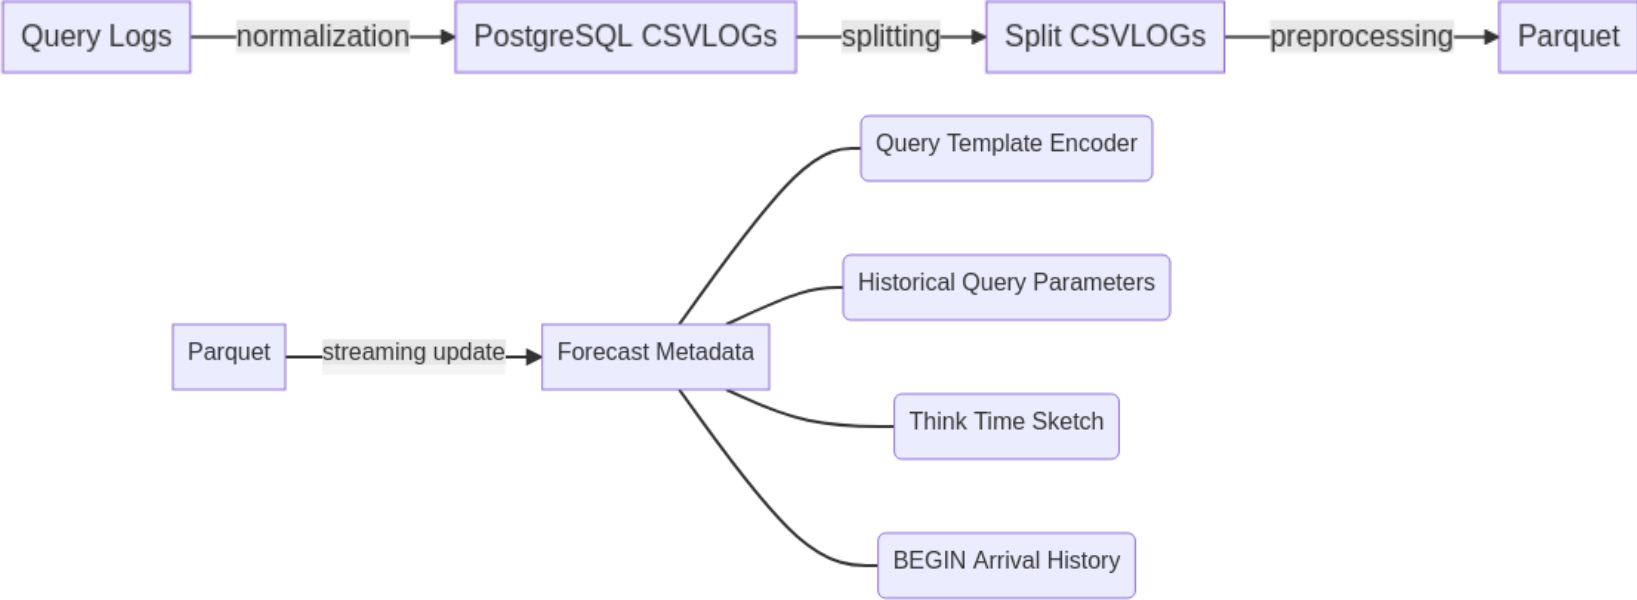 Query Logs
normalization
PostgreSQL CSVLOGs
splitting
Split CSVLOGs
preprocessing
Parquet
Query Template Encoder
Historical Query Parameters
Parquet
streaming update
Forecast Metadata
Think Time Sketch
BEGIN Arrival History